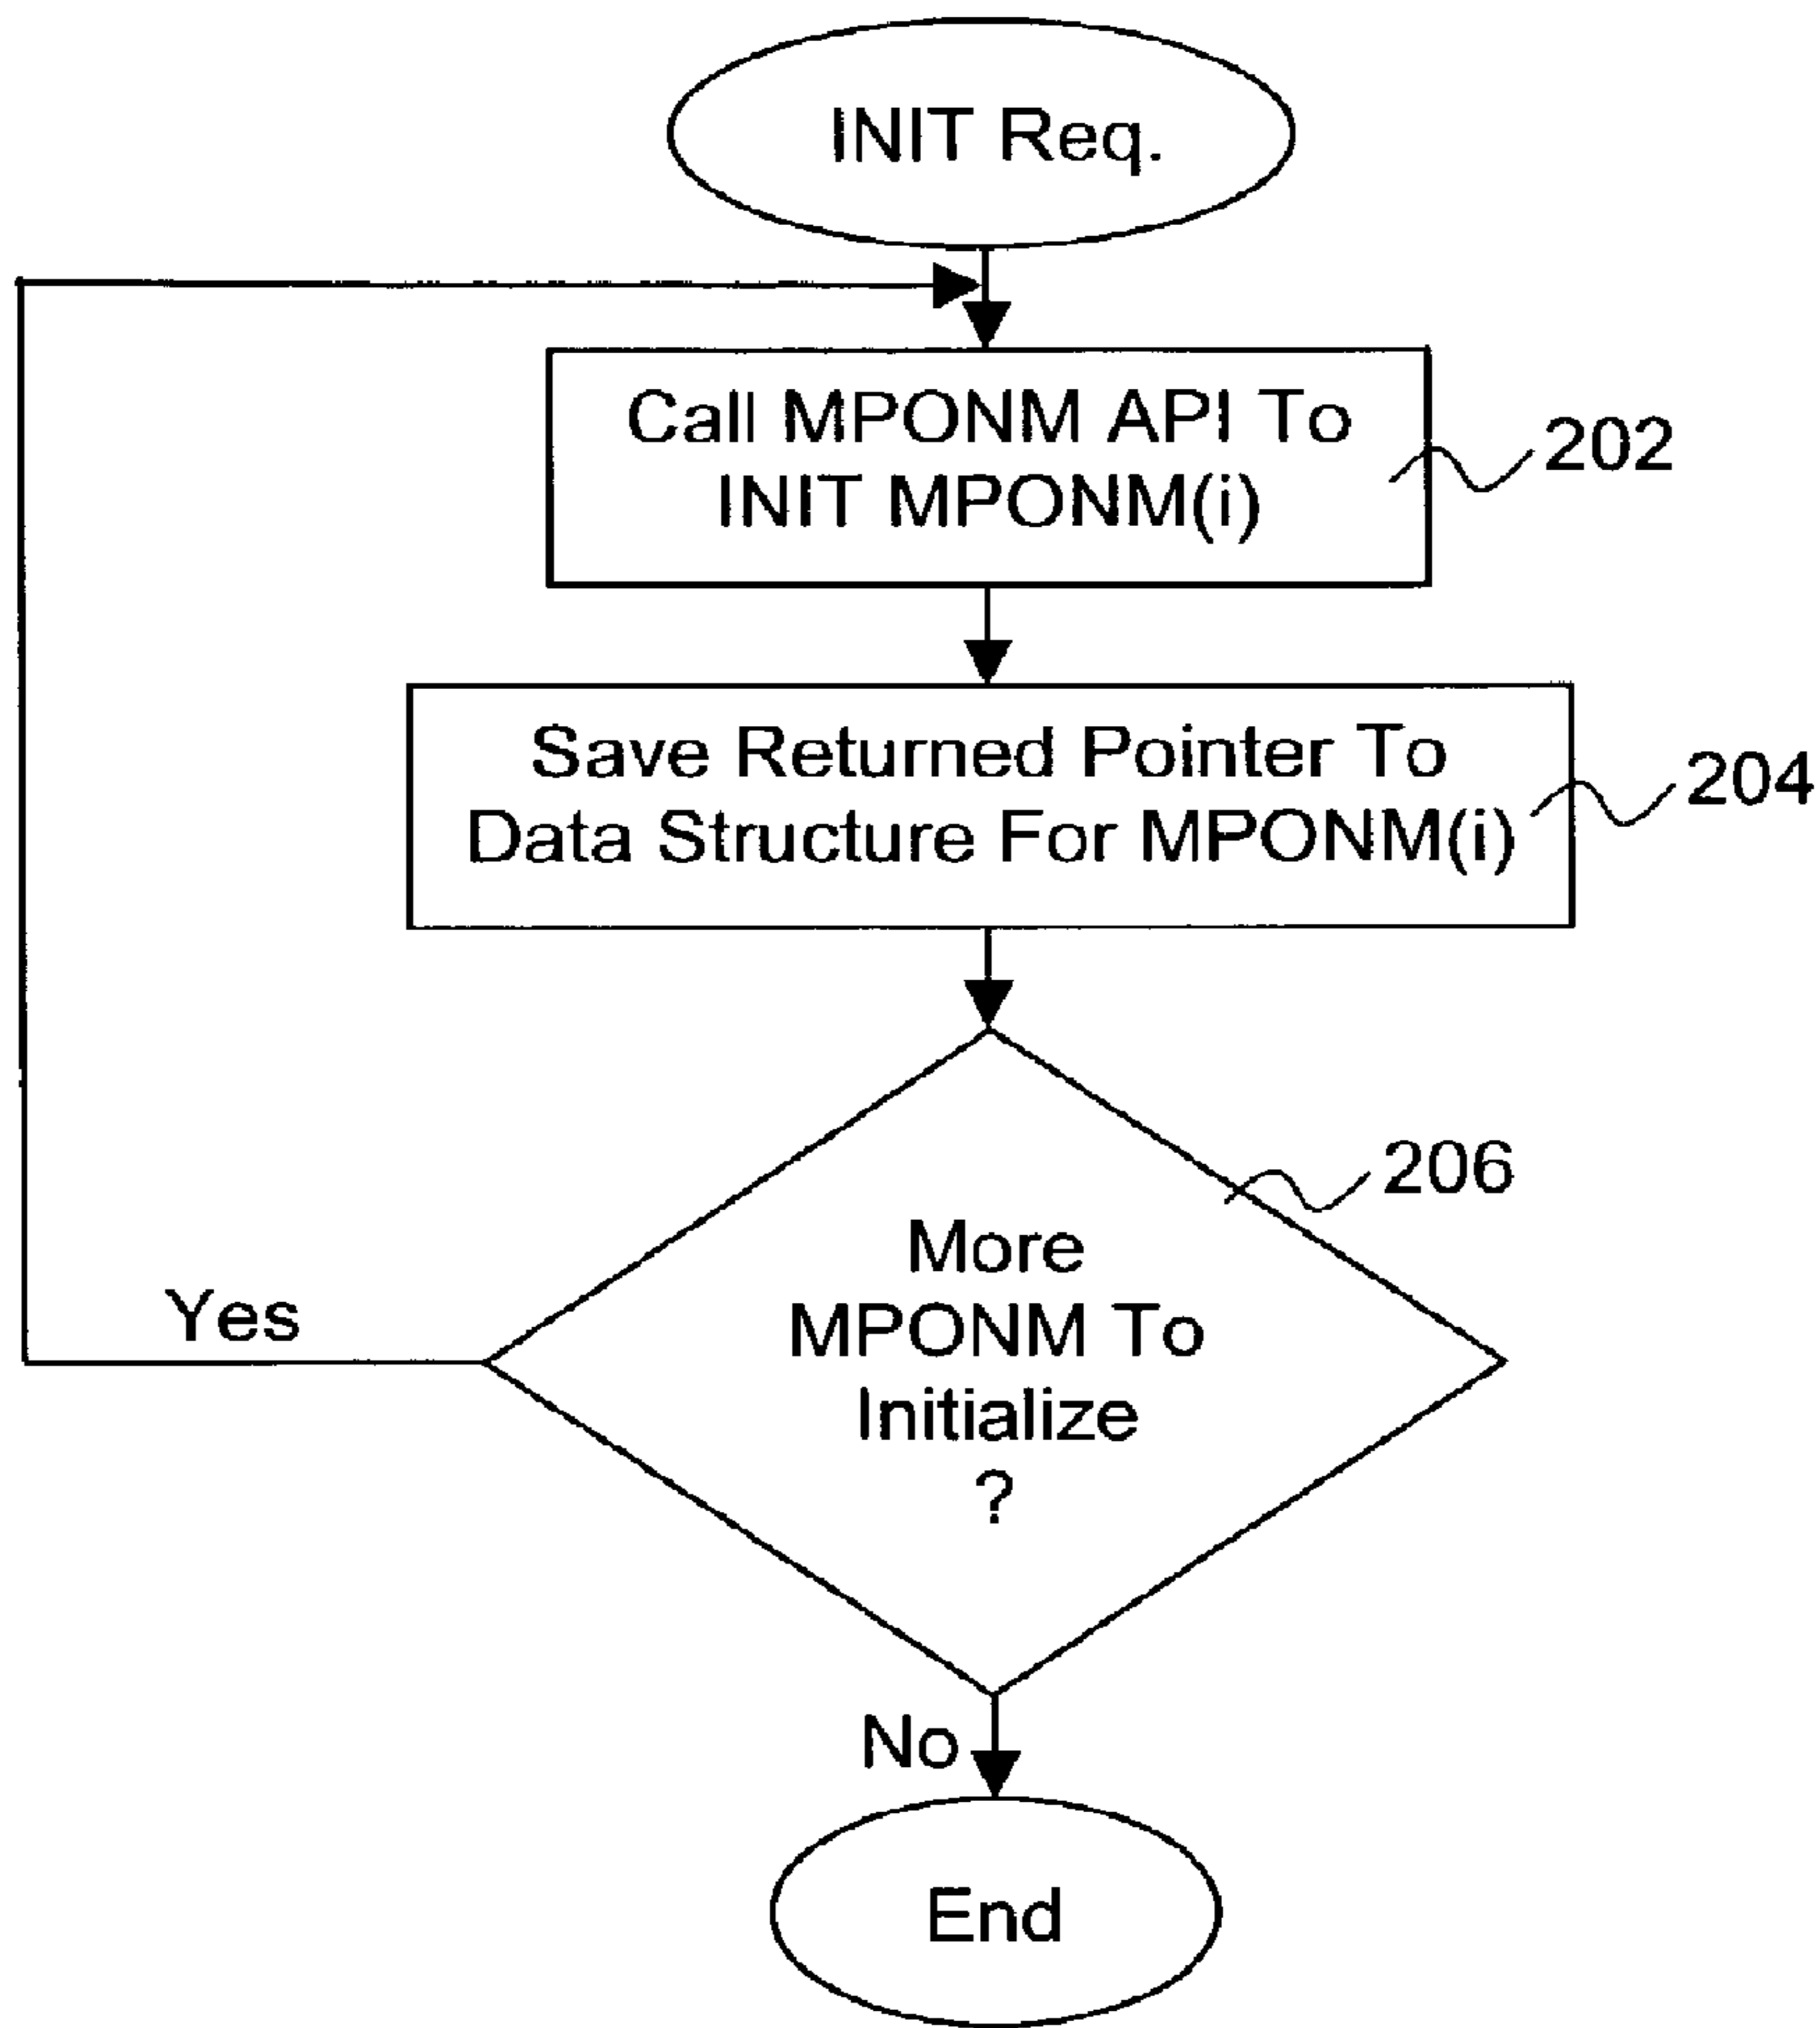 INIT Req.
Call MPONM API To
INIT MPONM(i)
202
Save Returned Pointer To
Data Structure For MPONM(i)
204
206
More
MPONM To
Initialize
?
Yes
No
End